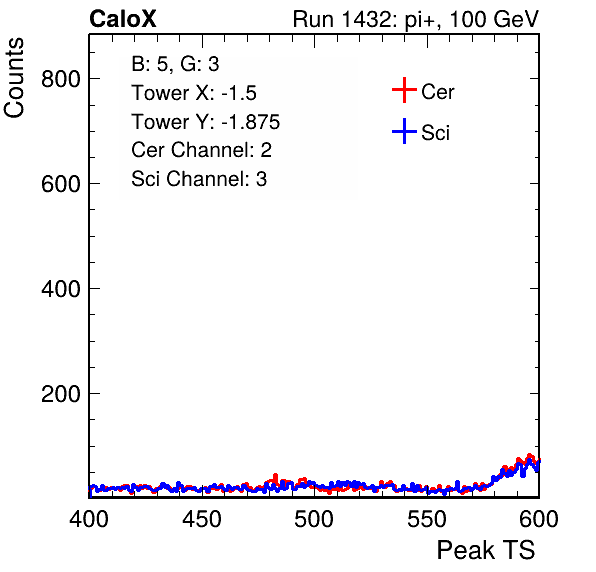 CaloX Run 1432: pi+, 100 GeV
B: 5, G: 3
Tower X: -1.5
Tower Y: -1.875
Cer Channel: 2
Sci Channel: 3
Cer
Sci
Counts
800
600
400
200
400 450 500 550 600
Peak TS